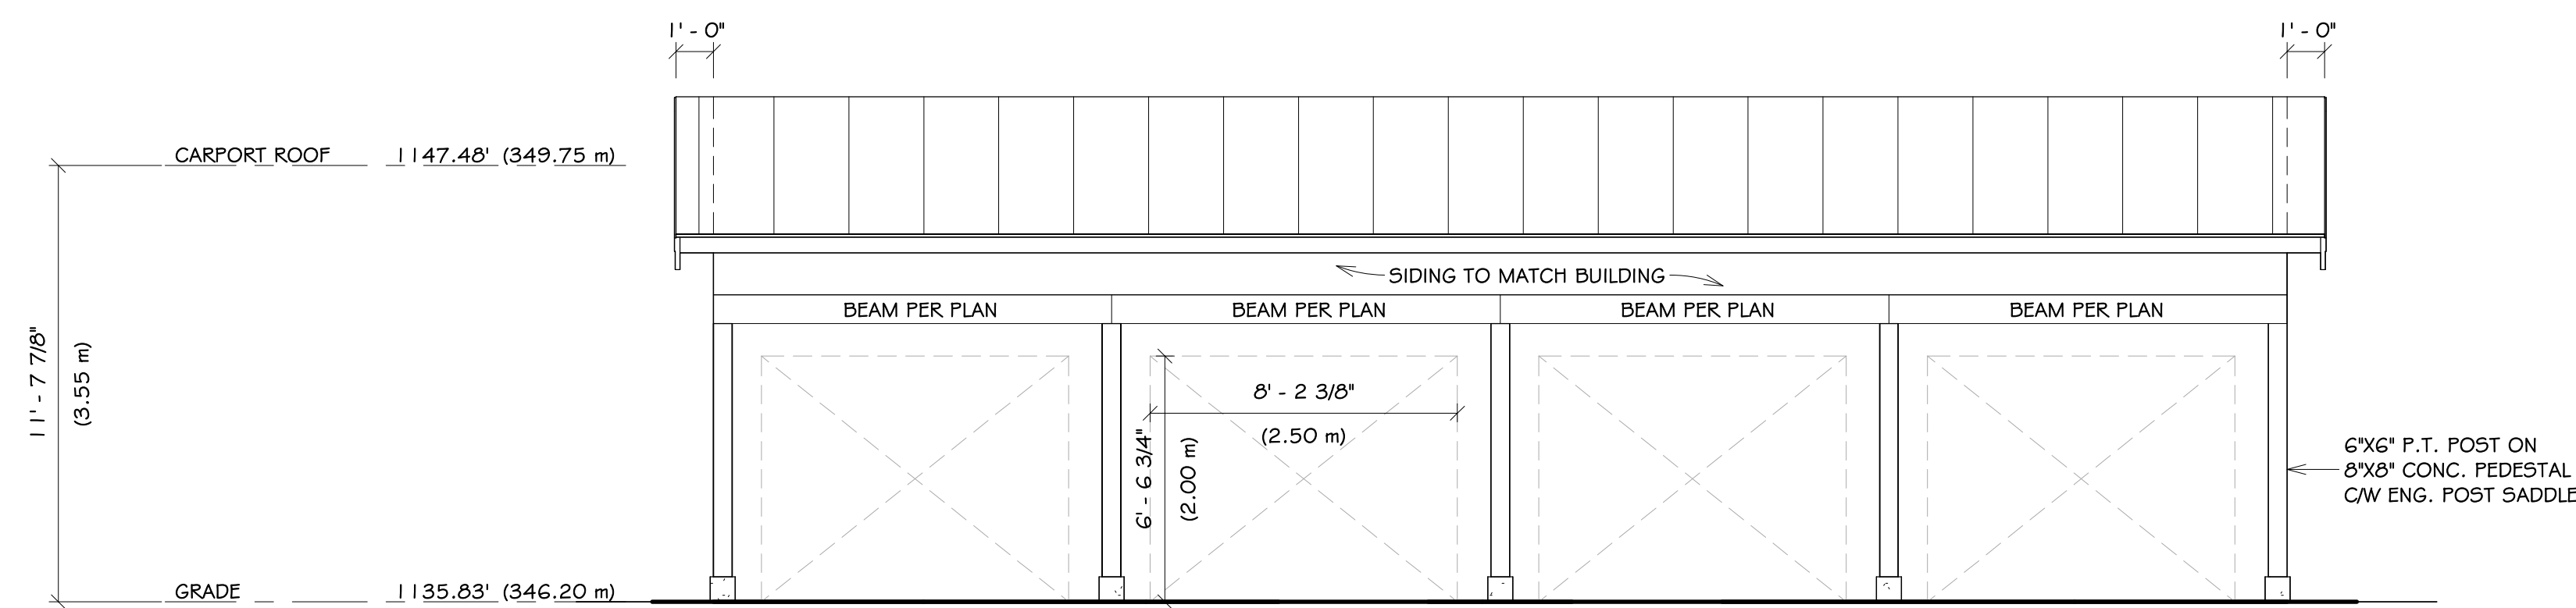 1' - 0"
1' - 0"
CARPORT ROOF 1147.48' (349.75 m)
SIDING TO MATCH BUILDING
BEAM PER PLAN
BEAM PER PLAN
BEAM PER PLAN
BEAM PER PLAN
11' - 7 7/8"
(3.55 m)
8' - 2 3/8"
(2.50 m)
6' - 6 3/4"
(2.00 m)
6"X6" P.T. POST ON
8"X8" CONC. PEDESTAL
C/W ENG. POST SADDLE
GRADE 1135.83' (346.20 m)